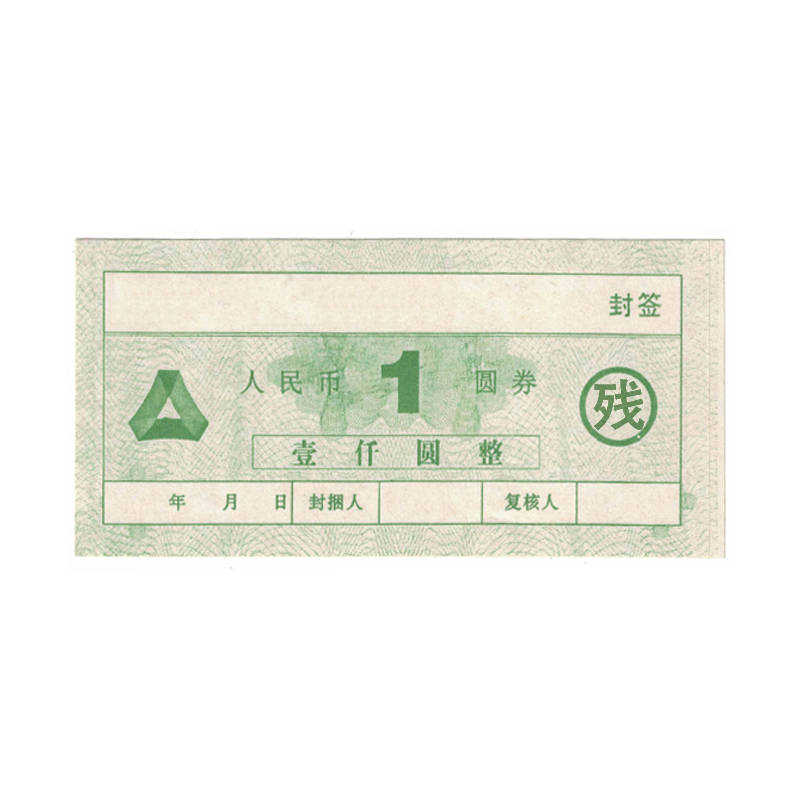 封签
人民币 1 圆券
残
壹仟圆整
年 月 日 封捆人 复核人